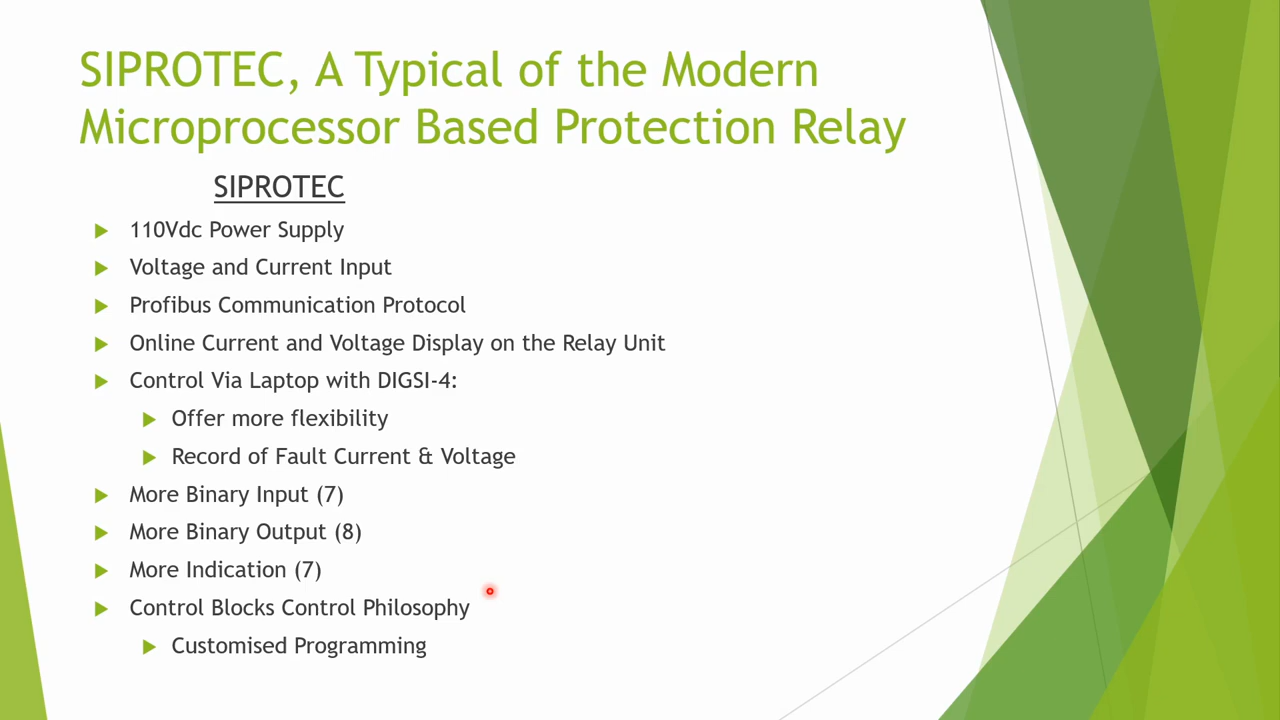 SIPROTEC, A Typical of the Modern
Microprocessor Based Protection Relay
SIPROTEC
110Vdc Power Supply
Voltage and Current Input
Profibus Communication Protocol
Online Current and Voltage Display on the Relay Unit
Control Via Laptop with DIGSI-4:
Offer more flexibility
Record of Fault Current & Voltage
More Binary Input (7)
More Binary Output (8)
More Indication (7)
Control Blocks Control Philosophy
Customised Programming